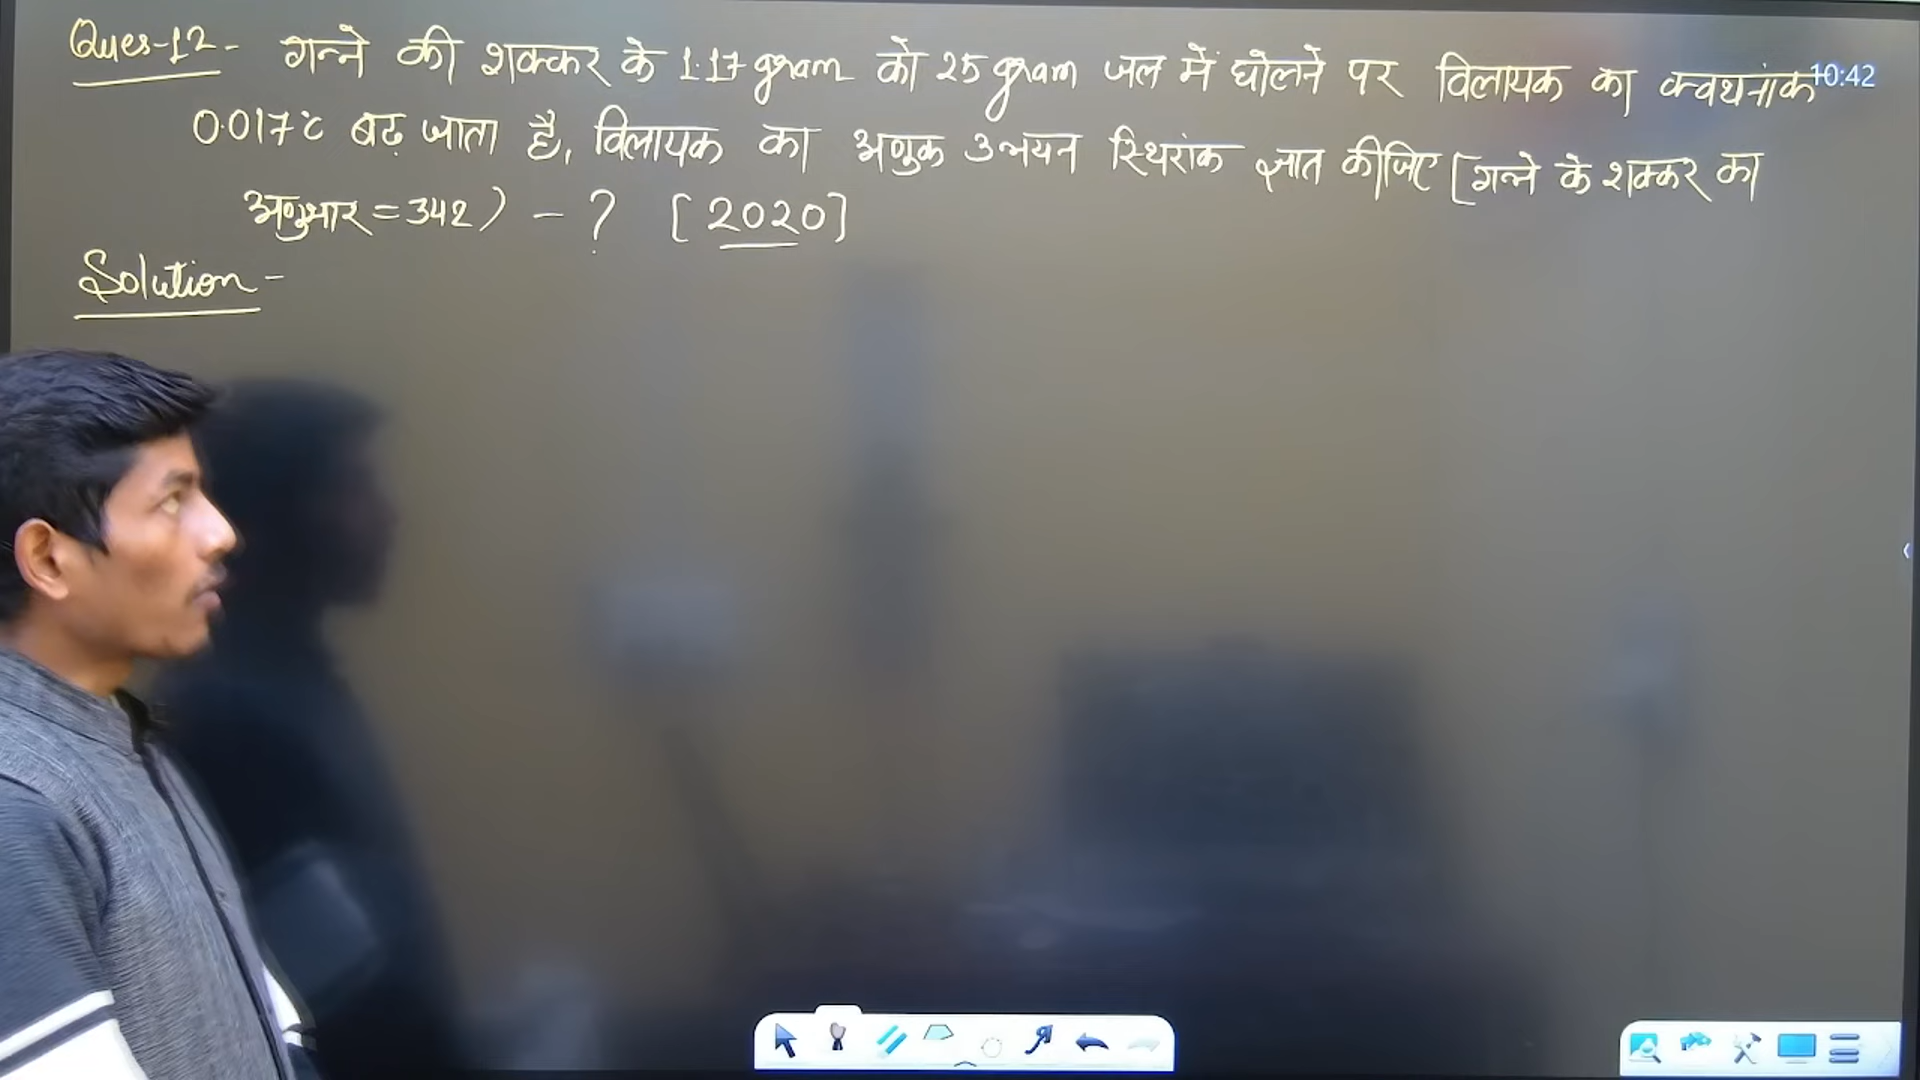 Ques-12- गन्ने की शक्कर के 1.17 gram को 25 gram जल में घोलने पर विलायक का क्वथनांक
10:42
0.017℃ बढ़ जाता है, विलायक का अणुक उन्नयन स्थिरांक ज्ञात कीजिए [गन्ने के शक्कर का
अणुभार = 342) - ? [2020]
Solution -